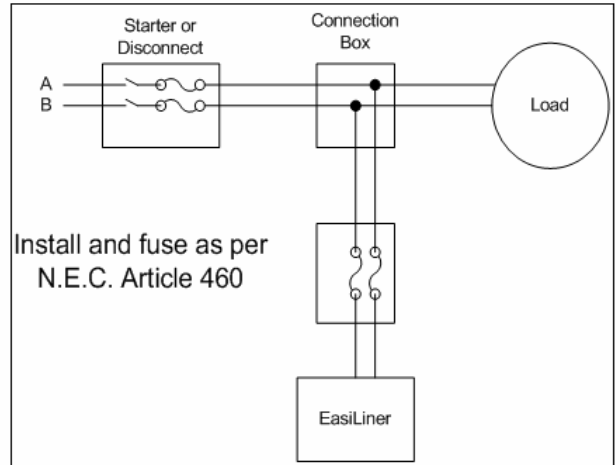 Starter or
Disconnect
Connection
Box
A
B
Load
Install and fuse as per
N.E.C. Article 460
EasiLiner